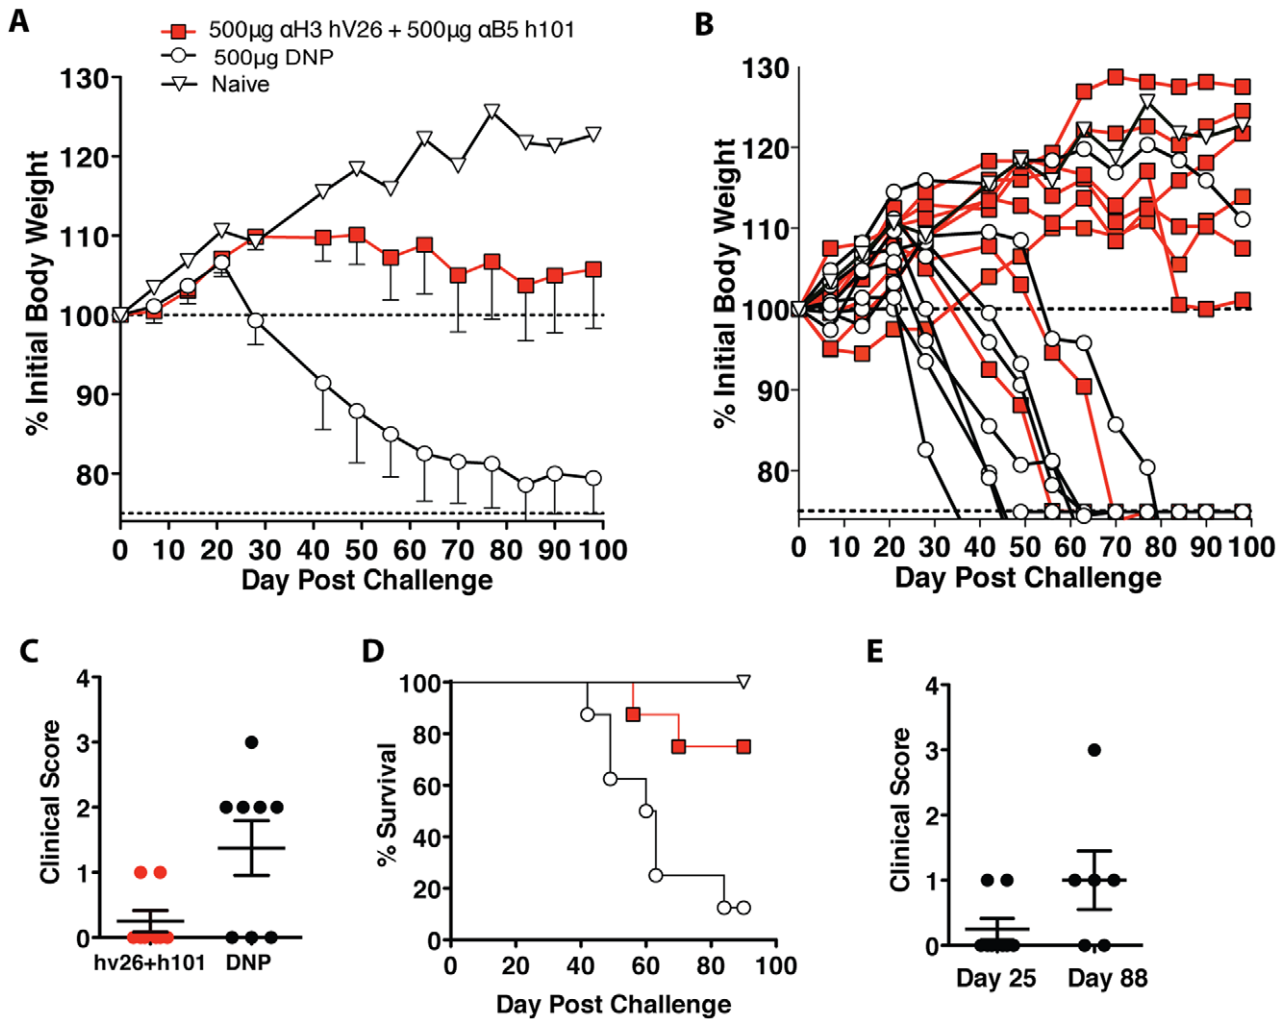 A
500µg αH3 hV26 + 500µg αB5 h101
500µg DNP
Naive
130
120
110
100
90
80
% Initial Body Weight
0 10 20 30 40 50 60 70 80 90 100
Day Post Challenge
B
130
120
110
100
90
80
% Initial Body Weight
0 10 20 30 40 50 60 70 80 90 100
Day Post Challenge
C
4
3
2
1
0
Clinical Score
hv26+h101 DNP
D
100
80
60
40
20
0
% Survival
0 20 40 60 80 100
Day Post Challenge
E
4
3
2
1
0
Clinical Score
Day 25 Day 88